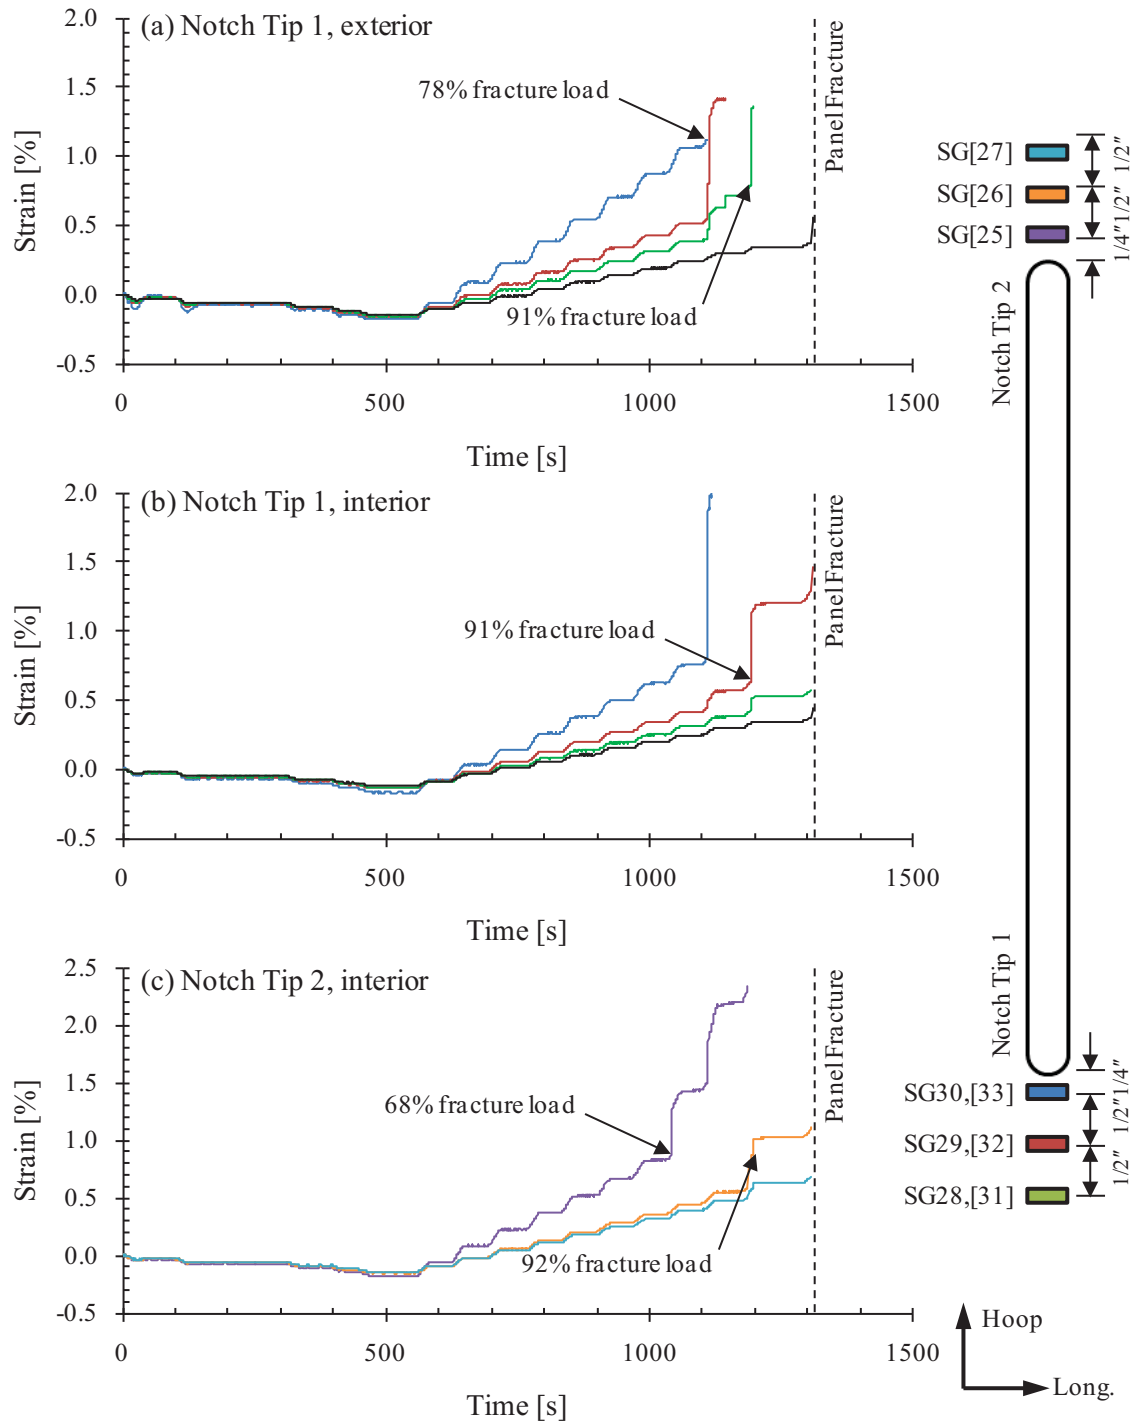 (a) Notch Tip 1, exterior
2.0
1.5
1.0
0.5
0.0
-0.5
Strain [%]
78% fracture load
91% fracture load
Panel Fracture
0 500 1000 1500
Time [s]
(b) Notch Tip 1, interior
2.0
1.5
1.0
0.5
0.0
-0.5
Strain [%]
91% fracture load
Panel Fracture
0 500 1000 1500
Time [s]
(c) Notch Tip 2, interior
2.5
2.0
1.5
1.0
0.5
0.0
-0.5
Strain [%]
68% fracture load
92% fracture load
Panel Fracture
0 500 1000 1500
Time [s]
SG[27]
SG[26]
SG[25]
1/2"
1/2"
1/4"
Notch Tip 2
Notch Tip 1
SG30,[33]
SG29,[32]
SG28,[31]
1/4"
1/2"
1/2"
Hoop
Long.